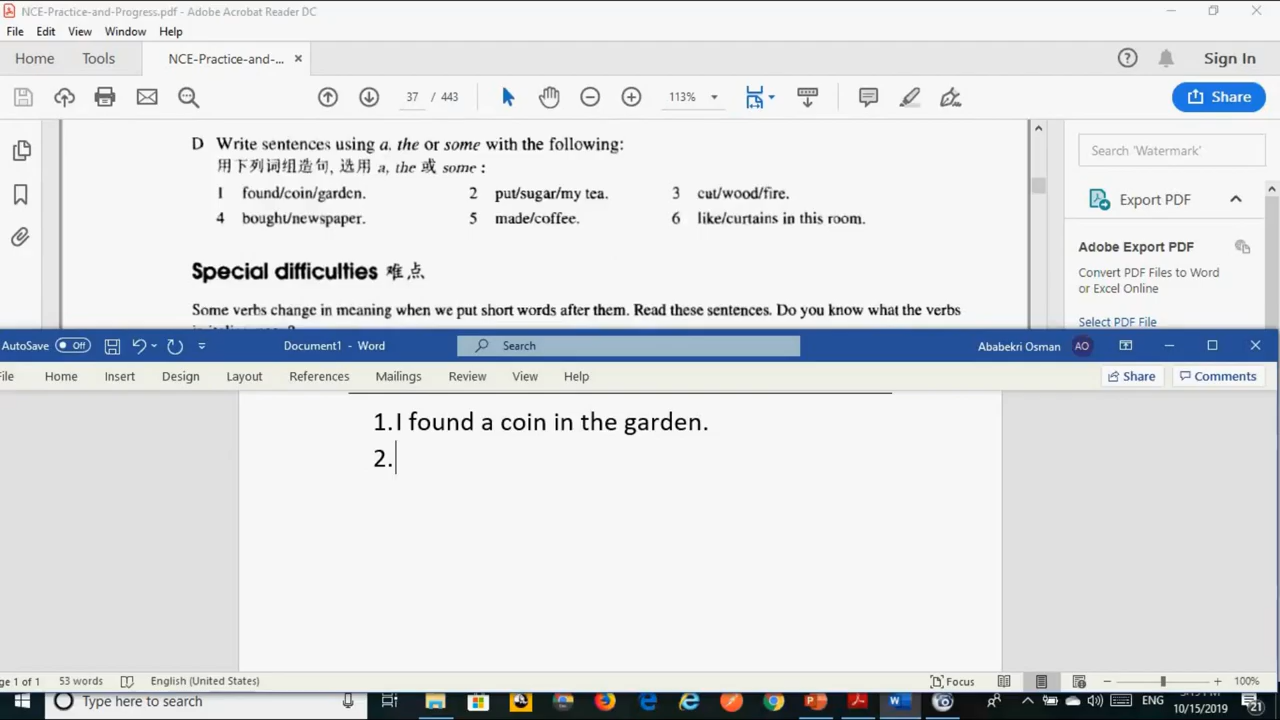 NCE-Practice-and-Progress.pdf - Adobe Acrobat Reader DC
File Edit View Window Help
Home Tools NCE-Practice-and-... × Sign In
37 / 443 113% Share
D Write sentences using a, the or some with the following:
用下列词组造句, 选用 a, the 或 some :
1 found/coin/garden. 2 put/sugar/my tea. 3 cut/wood/fire.
4 bought/newspaper. 5 made/coffee. 6 like/curtains in this room.
Special difficulties 难点
Some verbs change in meaning when we put short words after them. Read these sentences. Do you know what the verbs
Search 'Watermark'
Export PDF
Adobe Export PDF
Convert PDF Files to Word
or Excel Online
Select PDF File
AutoSave Off Document1 - Word Search Ababekri Osman AO
File Home Insert Design Layout References Mailings Review View Help Share Comments
1. I found a coin in the garden.
2.
Page 1 of 1 53 words English (United States) Focus 100%
Type here to search ENG
10/15/2019 21